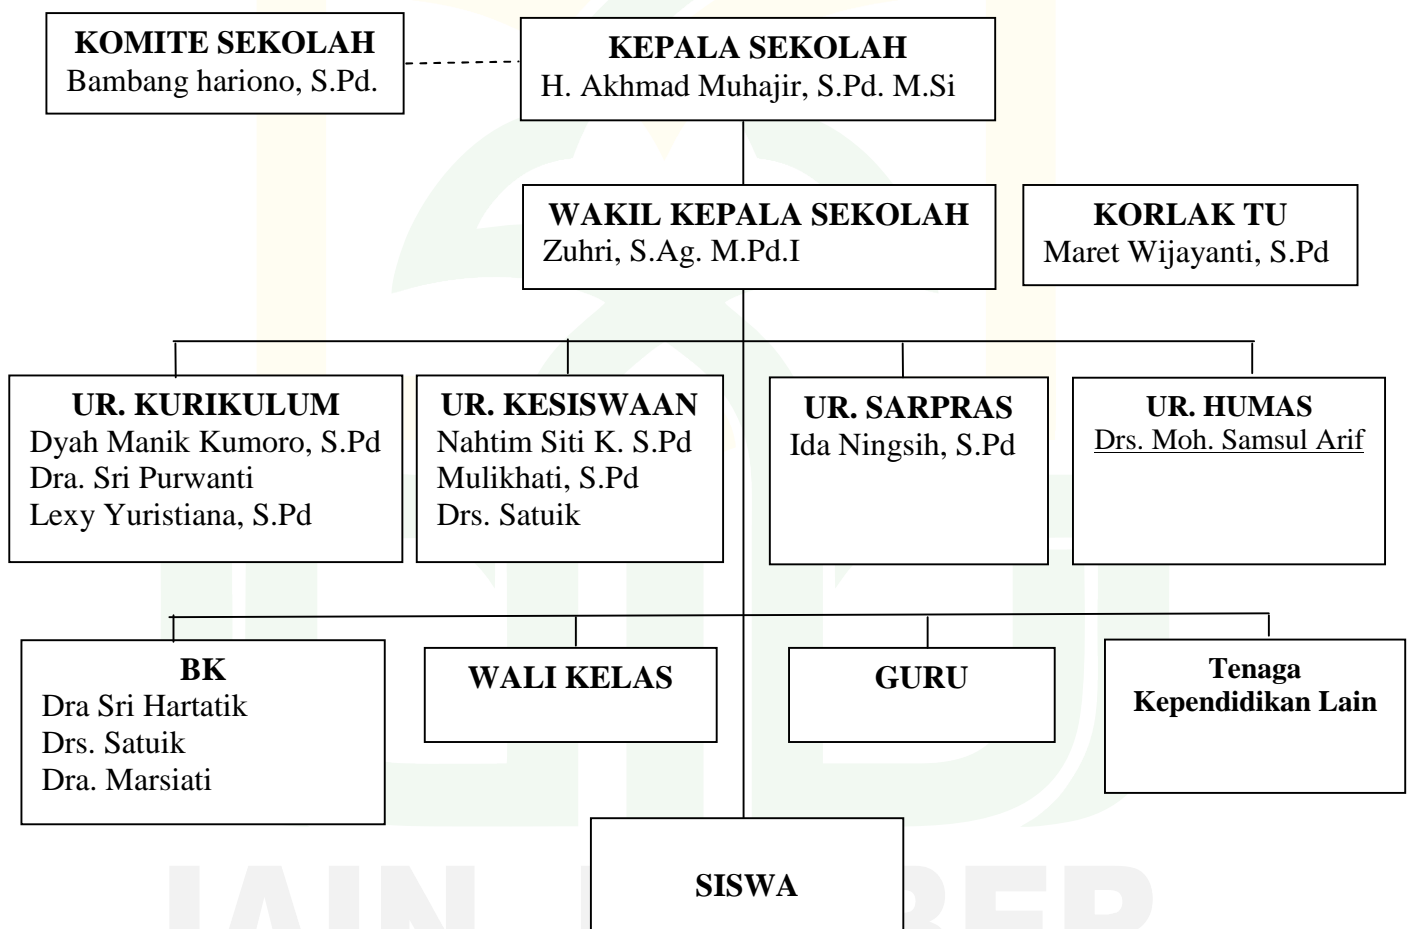 KOMITE SEKOLAH
Bambang hariono, S.Pd.
KEPALA SEKOLAH
H. Akhmad Muhajir, S.Pd. M.Si
WAKIL KEPALA SEKOLAH
Zuhri, S.Ag. M.Pd.I
KORLAK TU
Maret Wijayanti, S.Pd
UR. KURIKULUM
Dyah Manik Kumoro, S.Pd
Dra. Sri Purwanti
Lexy Yuristiana, S.Pd
UR. KESISWAAN
Nahtim Siti K. S.Pd
Mulikhati, S.Pd
Drs. Satuik
UR. SARPRAS
Ida Ningsih, S.Pd
UR. HUMAS
Drs. Moh. Samsul Arif
BK
Dra Sri Hartatik
Drs. Satuik
Dra. Marsiati
WALI KELAS
GURU
Tenaga
Kependidikan Lain
SISWA